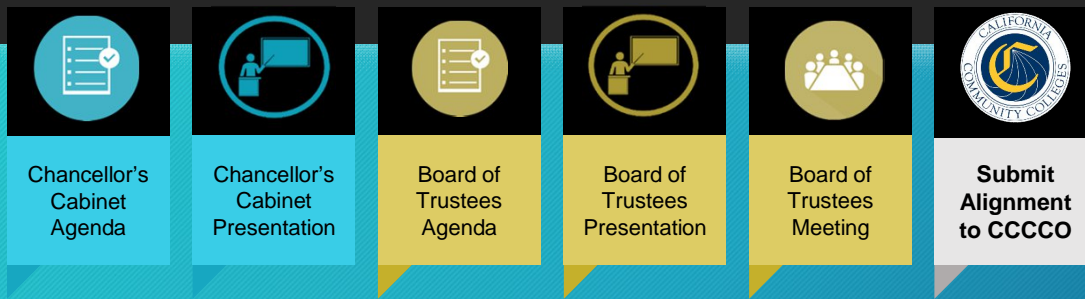 CALIFORNIA
COMMUNITY COLLEGES
C
Chancellor's
Cabinet
Agenda
Chancellor's
Cabinet
Presentation
Board of
Trustees
Agenda
Board of
Trustees
Presentation
Board of
Trustees
Meeting
Submit
Alignment
to CCCCO